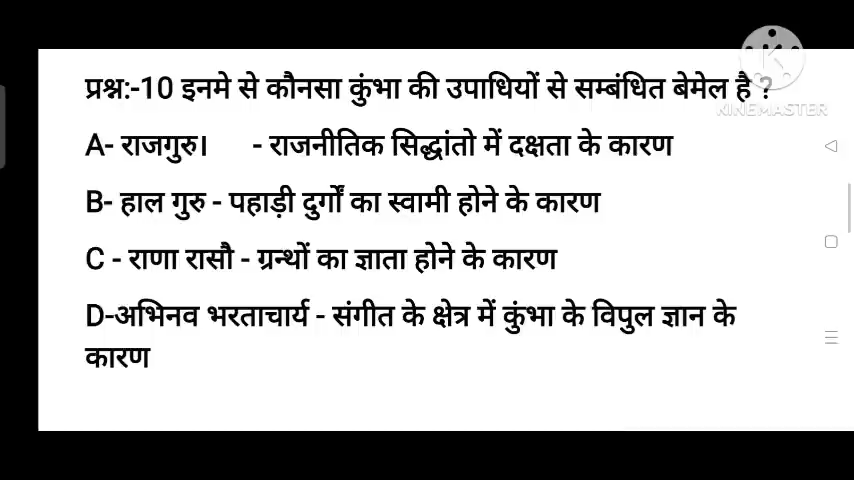 प्रश्न:-10 इनमे से कौनसा कुंभा की उपाधियों से सम्बंधित बेमेल है ?
KINEMASTER
A- राजगुरु। - राजनीतिक सिद्धांतो में दक्षता के कारण
B- हाल गुरु - पहाड़ी दुर्गों का स्वामी होने के कारण
C - राणा रासौ - ग्रन्थों का ज्ञाता होने के कारण
D-अभिनव भरताचार्य - संगीत के क्षेत्र में कुंभा के विपुल ज्ञान के
कारण